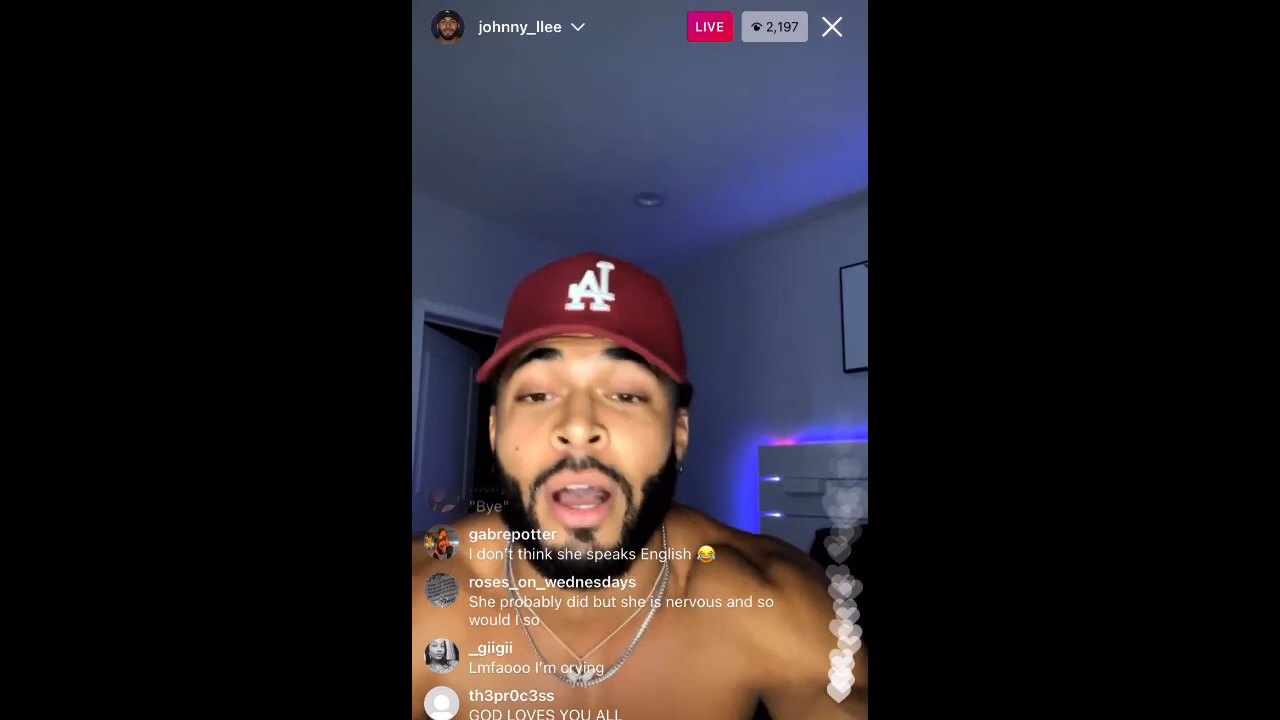 johnny_llee
LIVE
2,197
LA
"Bye"
gabrepotter
I don't think she speaks English 😂
roses_on_wednesdays
She probably did but she is nervous and so
would I so
_giigii
Lmfaooo I'm crying
th3pr0c3ss
GOD LOVES YOU ALL